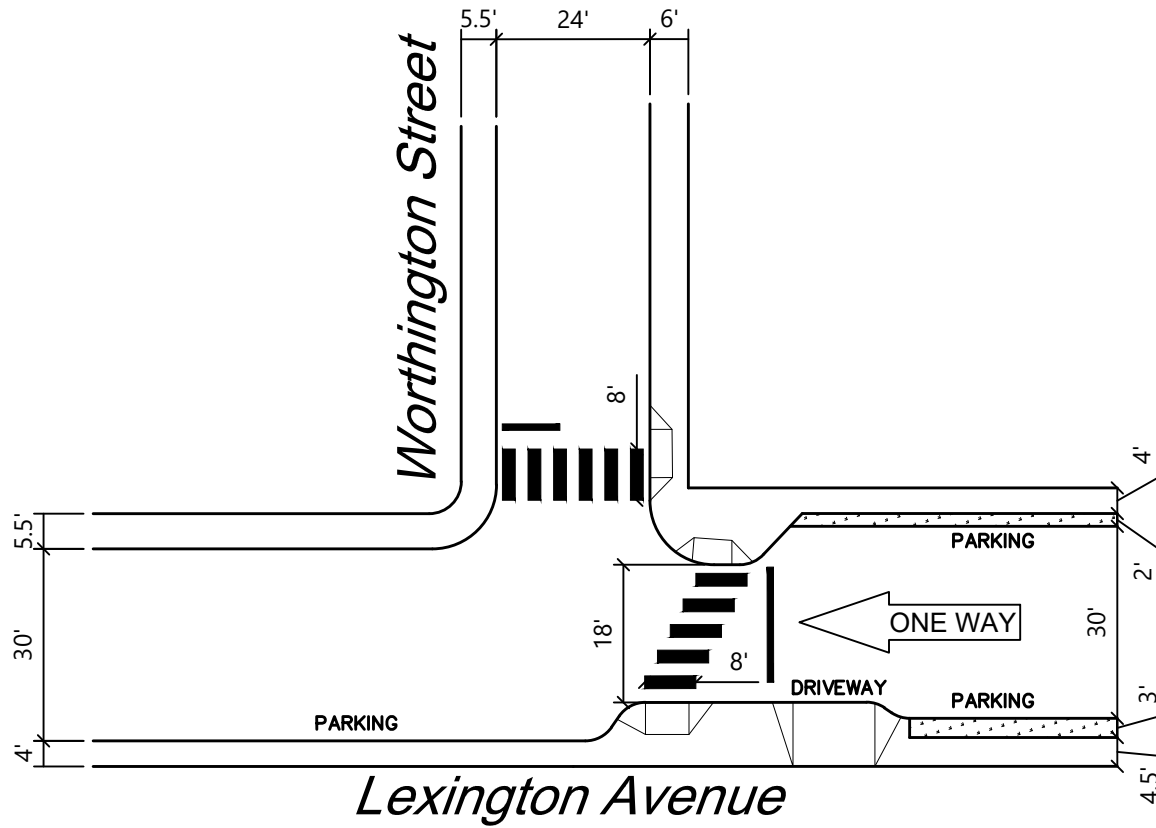 5.5'
24'
6'
Worthington Street
8'
4'
5.5'
PARKING
2'
30'
18'
ONE WAY
30'
8'
DRIVEWAY
PARKING
3'
PARKING
4'
4.5'
Lexington Avenue